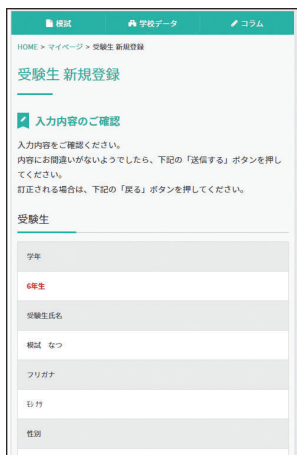 模試
学校データ
コラム
HOME > マイページ > 受験生 新規登録
受験生 新規登録
入力内容のご確認
入力内容をご確認ください。
内容にお間違いがないようでしたら、下記の「送信する」ボタンを押し
てください。
訂正される場合は、下記の「戻る」ボタンを押してください。
受験生
学年
6年生
受験生氏名
模試 なつ
フリガナ
ﾓｼ ﾅﾂ
性別